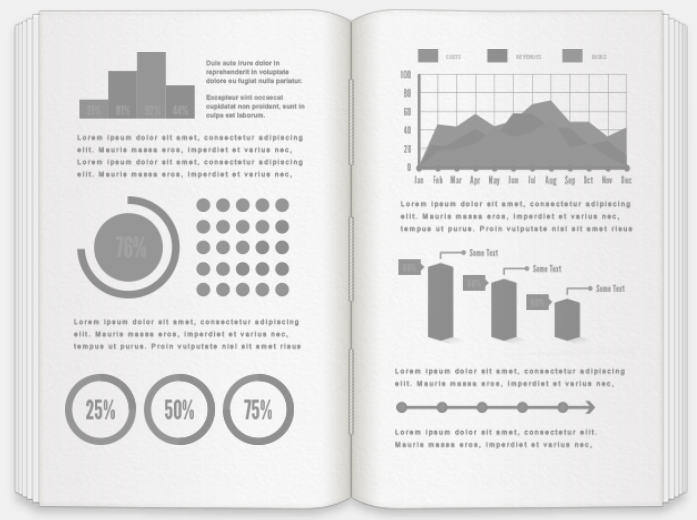 Duis aute irure dolor in
reprehenderit in voluptate
dolore eu fugiat nulla pariatur.
Excepteur sint occaecat
cupidatat non proident, sunt in
culpa est laborum.
81%
92%
44%
Lorem ipsum dolor sit amet, consectetur adipiscing
elit. Mauris massa eros, imperdiet et varius nec,
Lorem ipsum dolor sit amet, consectetur adipiscing
elit. Mauris massa eros, imperdiet et varius nec,
76%
Lorem ipsum dolor sit amet, consectetur adipiscing
elit. Mauris massa eros, imperdiet et varius nec,
tempus ut purus. Proin vulputate nisi sit amet risus
25% 50% 75%
COSTS REVENUES
100
80
60
40
20
0
Jan Feb Mar Apr May Jun Jul Aug Sep Oct Nov Dec
Lorem ipsum dolor sit amet, consectetur adipiscing
elit. Mauris massa eros, imperdiet et varius nec,
tempus ut purus. Proin vulputate nisi sit amet risus
Some Text
Some Text
Some Text
Lorem ipsum dolor sit amet, consectetur adipiscing
elit. Mauris massa eros, imperdiet et varius nec,
Lorem ipsum dolor sit amet, consectetur elit.
Mauris massa eros, imperdiet et varius nec,